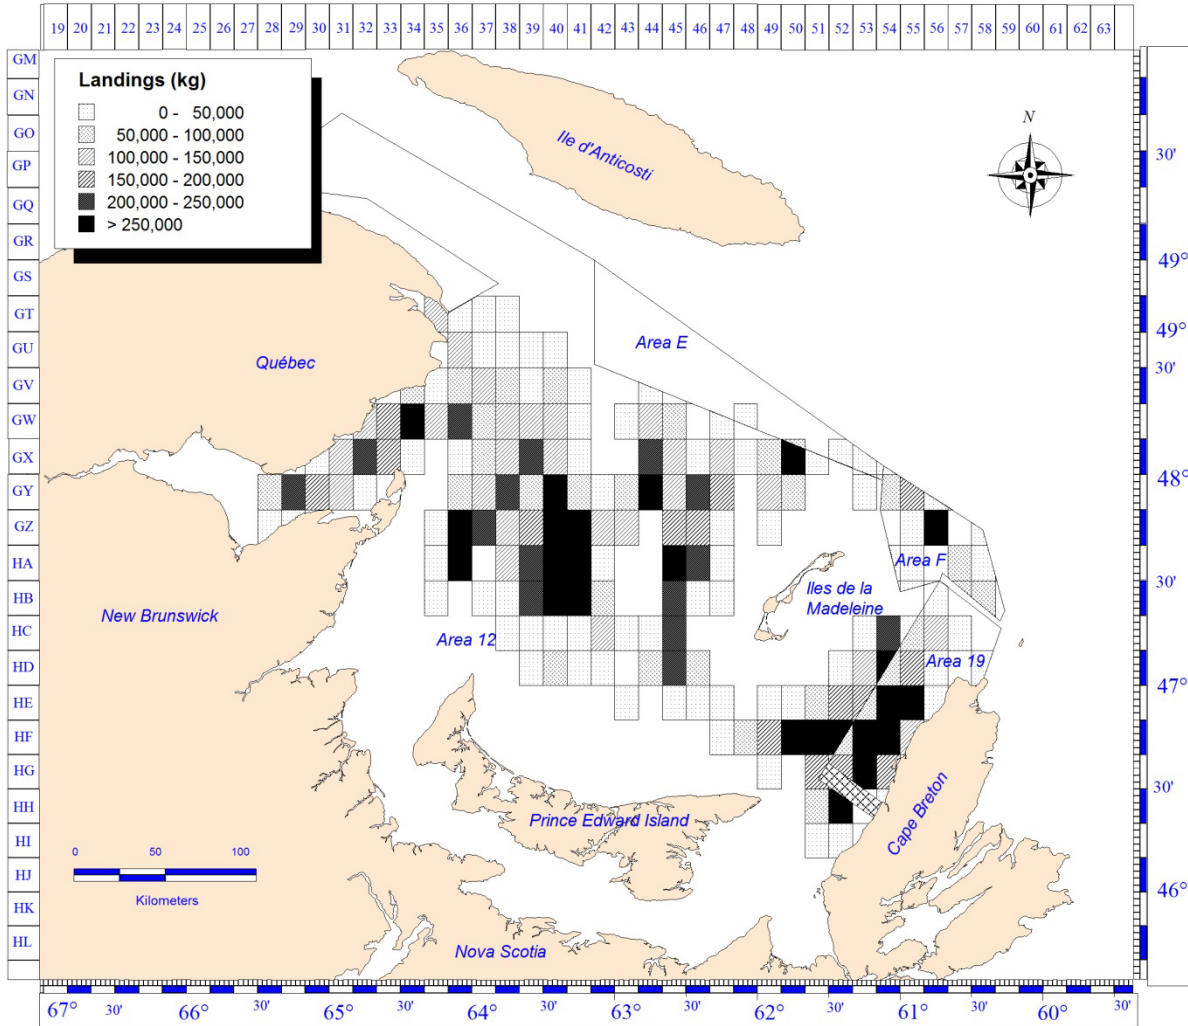 19 20 21 22 23 24 25 26 27 28 29 30 31 32 33 34 35 36 37 38 39 40 41 42 43 44 45 46 47 48 49 50 51 52 53 54 55 56 57 58 59 60 61 62 63
GM
GN
GO
GP
GQ
GR
GS
GT
GU
GV
GW
GX
GY
GZ
HA
HB
HC
HD
HE
HF
HG
HH
HI
HJ
HK
HL
Landings (kg)
0 - 50,000
50,000 - 100,000
100,000 - 150,000
150,000 - 200,000
200,000 - 250,000
> 250,000
Ile d'Anticosti
N
Québec
Area E
Area F
Iles de la
Madeleine
New Brunswick
Area 12
Area 19
Prince Edward Island
Cape Breton
Nova Scotia
0 50 100
Kilometers
30'
49°
49°
30'
48°
30'
47°
30'
46°
67° 30' 66° 30' 65° 30' 64° 30' 63° 30' 62° 30' 61° 30' 60° 30'